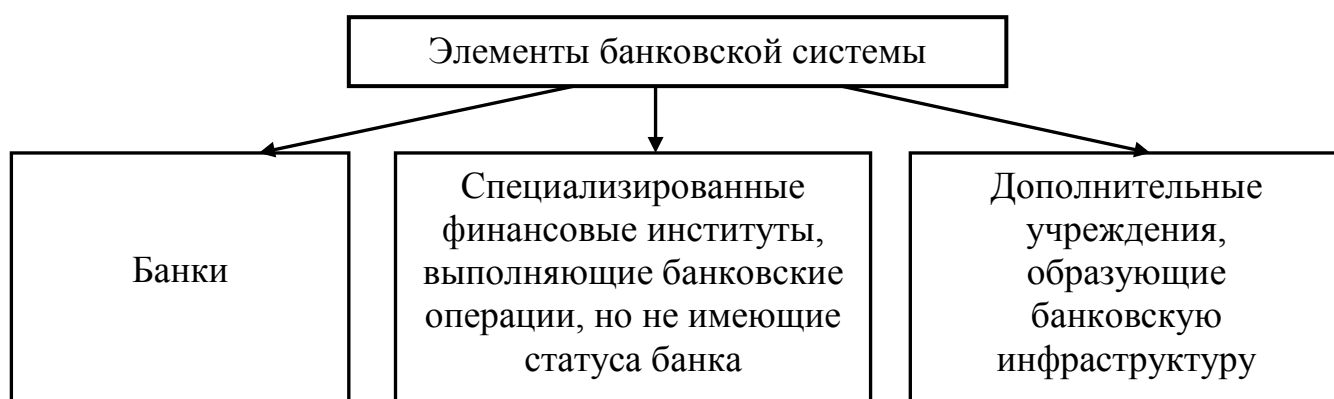 Элементы банковской системы
Банки
Специализированные
финансовые институты,
выполняющие банковские
операции, но не имеющие
статуса банка
Дополнительные
учреждения,
образующие
банковскую
инфраструктуру